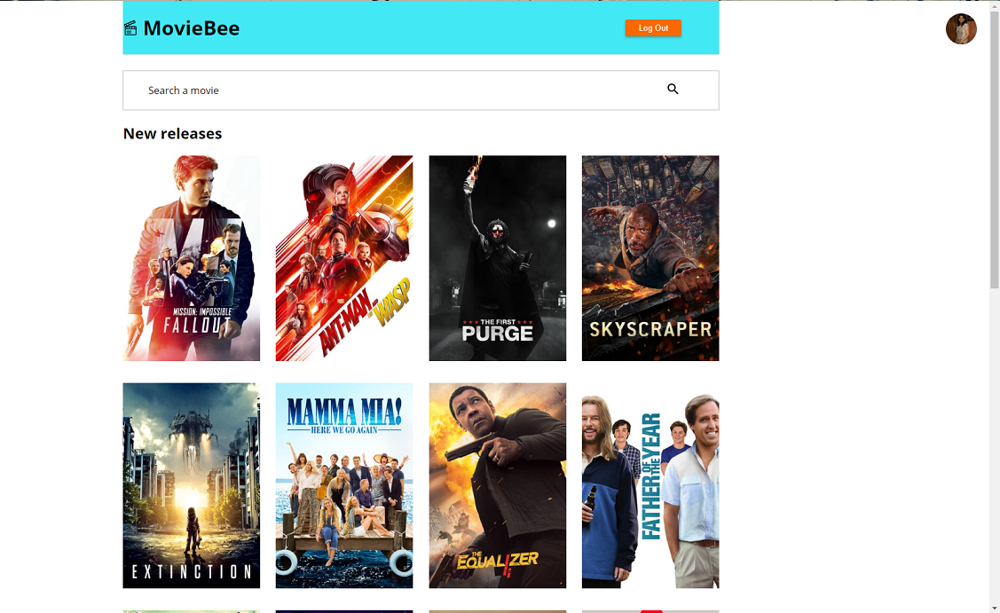 MovieBee
Log Out
Search a movie
New releases
MISSION: IMPOSSIBLE
FALLOUT
ANT-MAN
AND THE
WASP
THE FIRST
PURGE
SKYSCRAPER
EXTINCTION
MAMMA MIA!
HERE WE GO AGAIN
THE
EQUALIZER
2
FATHER
OF THE
YEAR